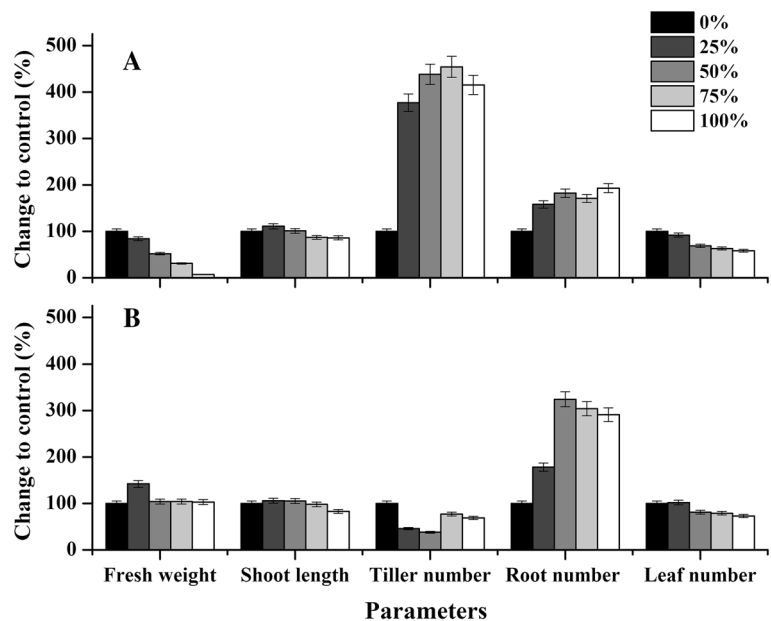 A
0%
25%
50%
75%
100%
Change to control (%)
500
400
300
200
100
0
B
Change to control (%)
500
400
300
200
100
0
Fresh weight Shoot length Tiller number Root number Leaf number
Parameters